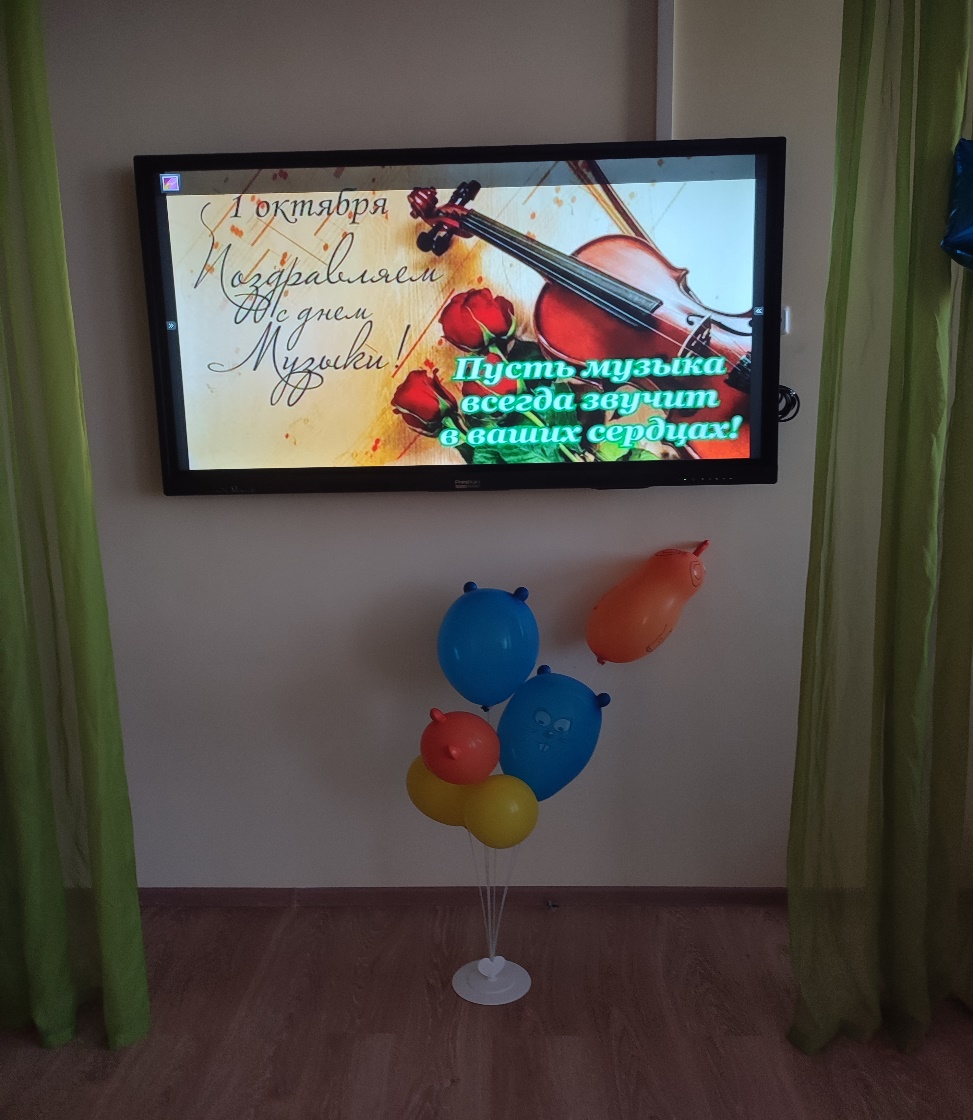 1 октября
Поздравляем
с днем
Музыки!
Пусть музыка
всегда звучит
в ваших сердцах!